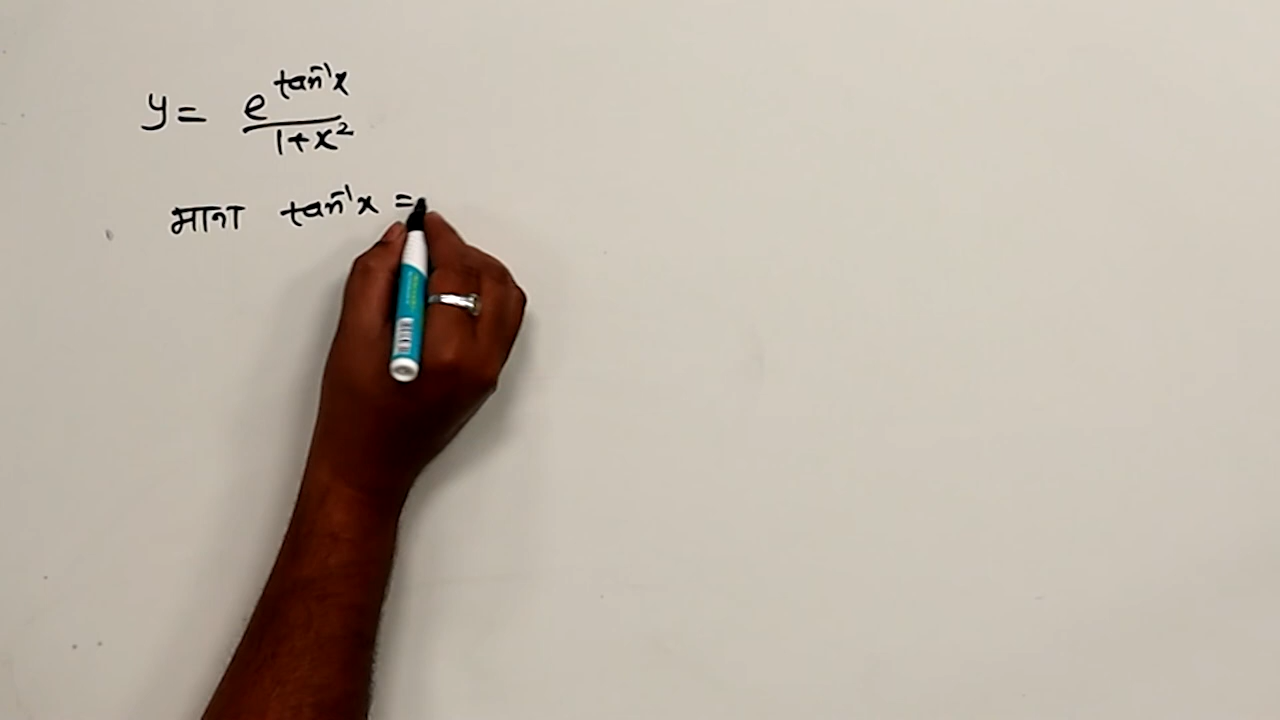 y = e^{tan⁻¹x} / 1+x²
माना tan⁻¹x =